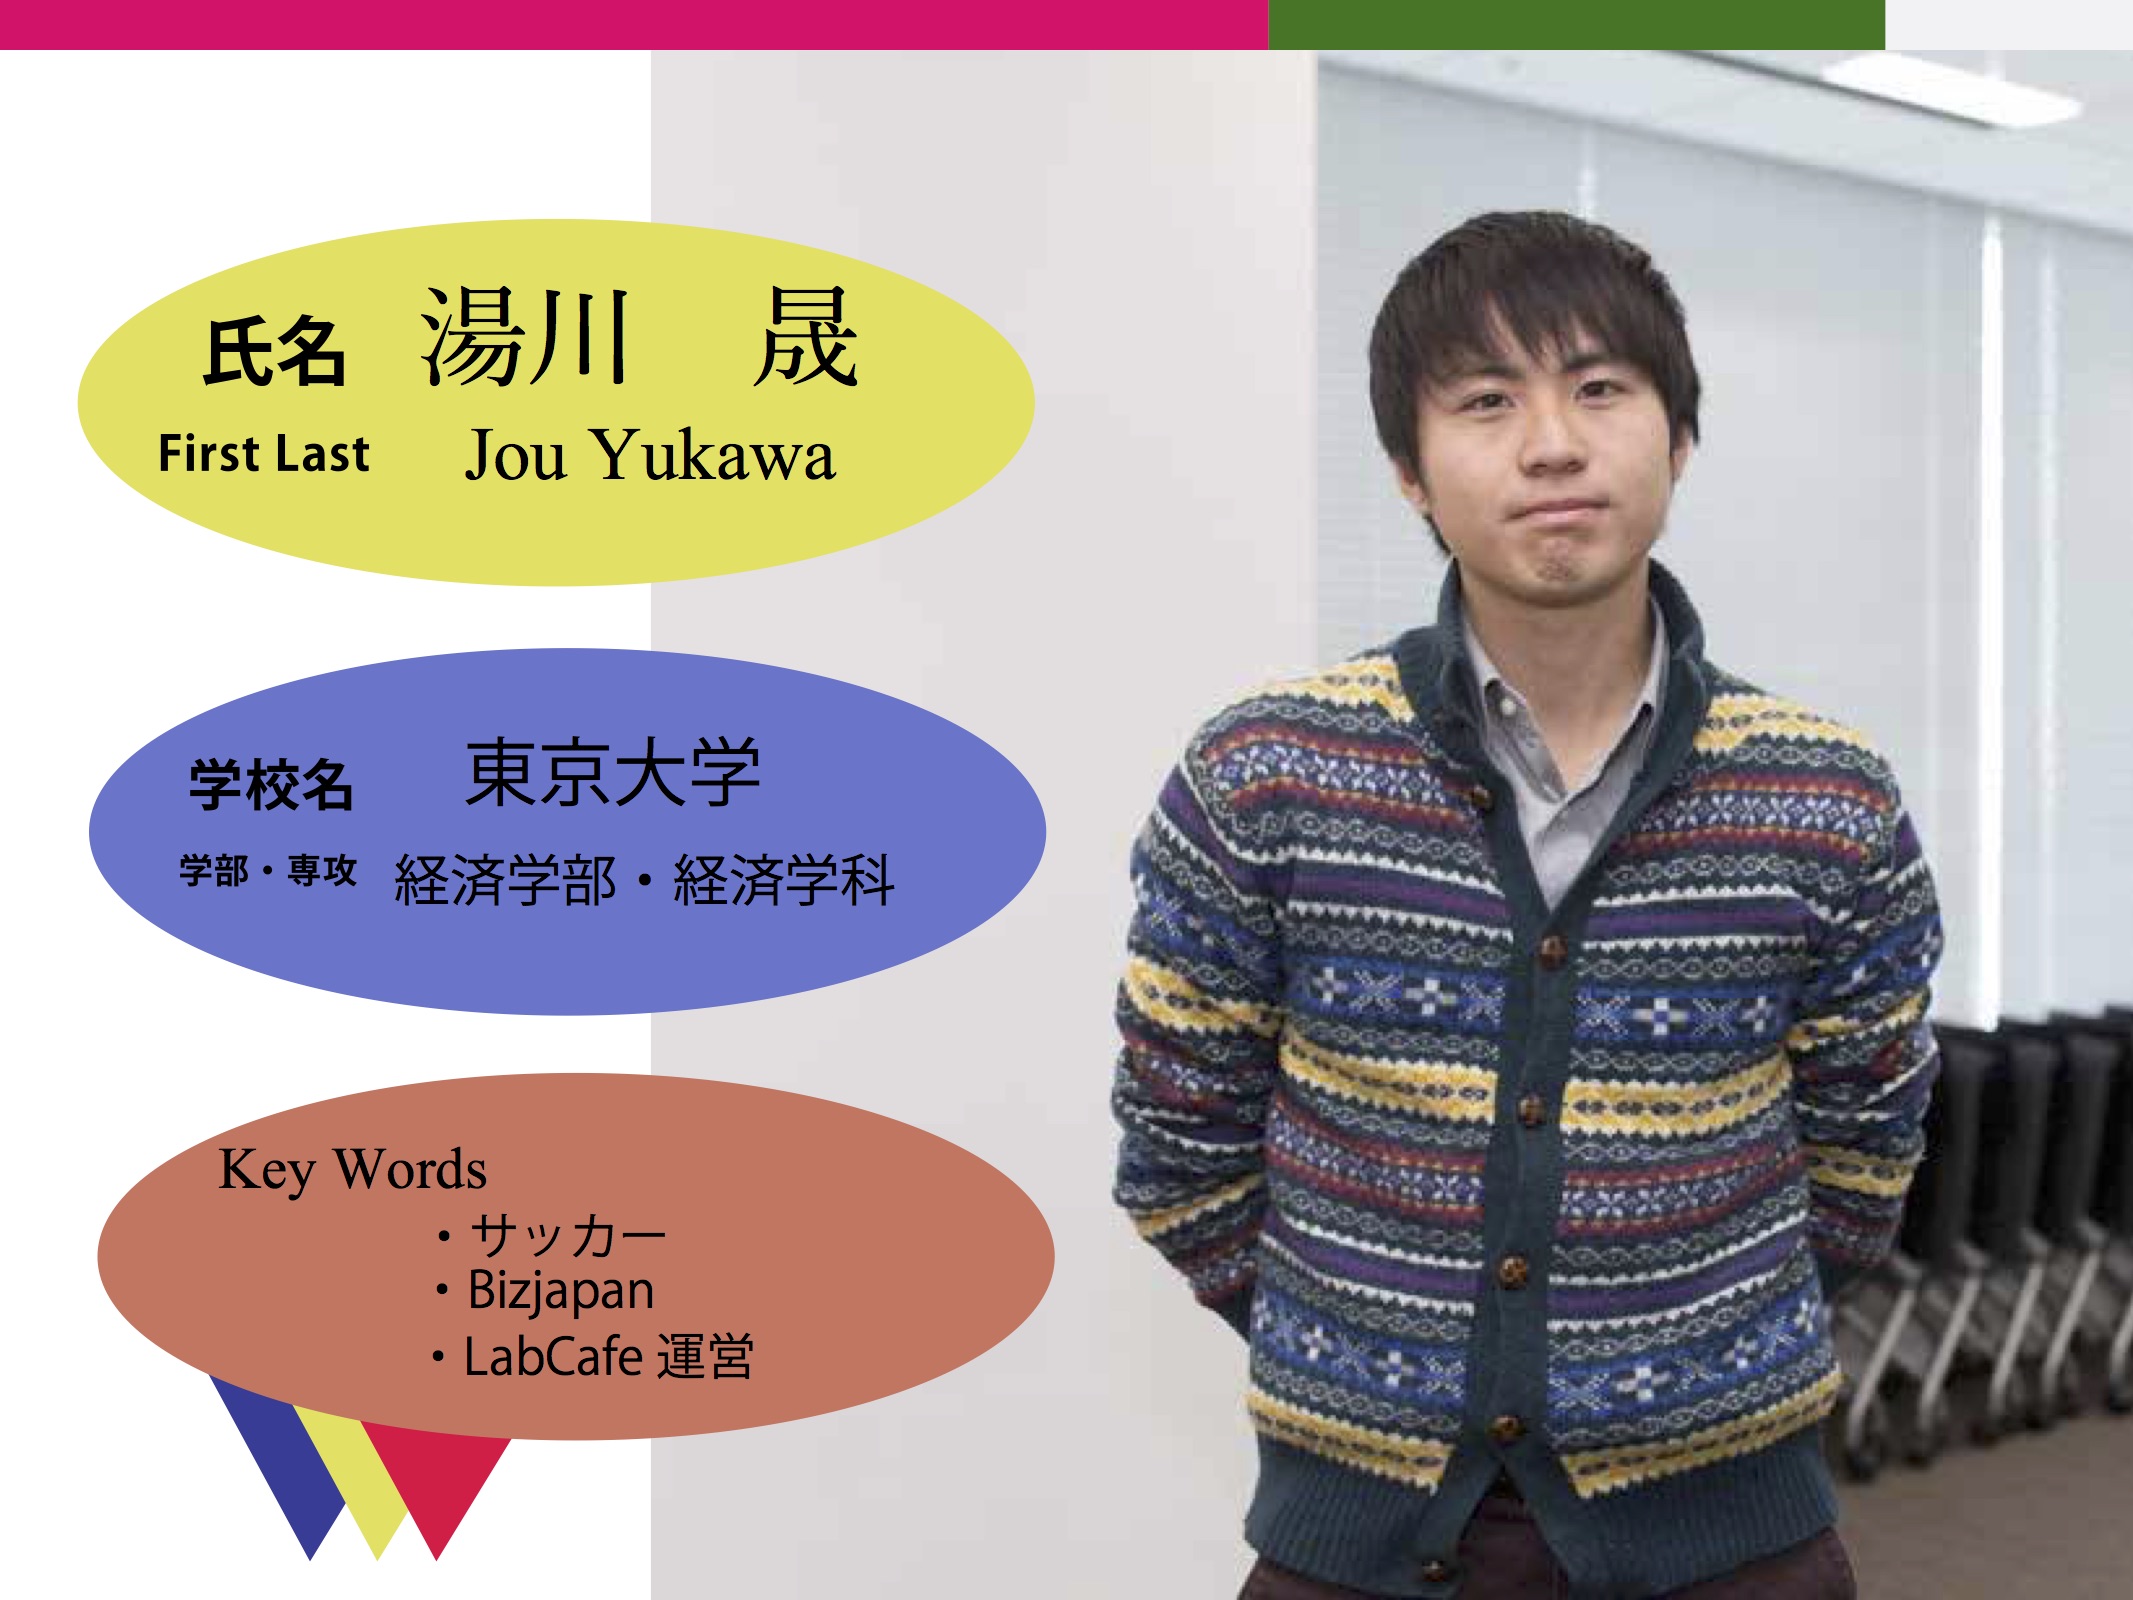 氏名　湯川　晟
First Last　Jou Yukawa
学校名　東京大学
学部・専攻　経済学部・経済学科
Key Words
・サッカー
・Bizjapan
・LabCafe 運営